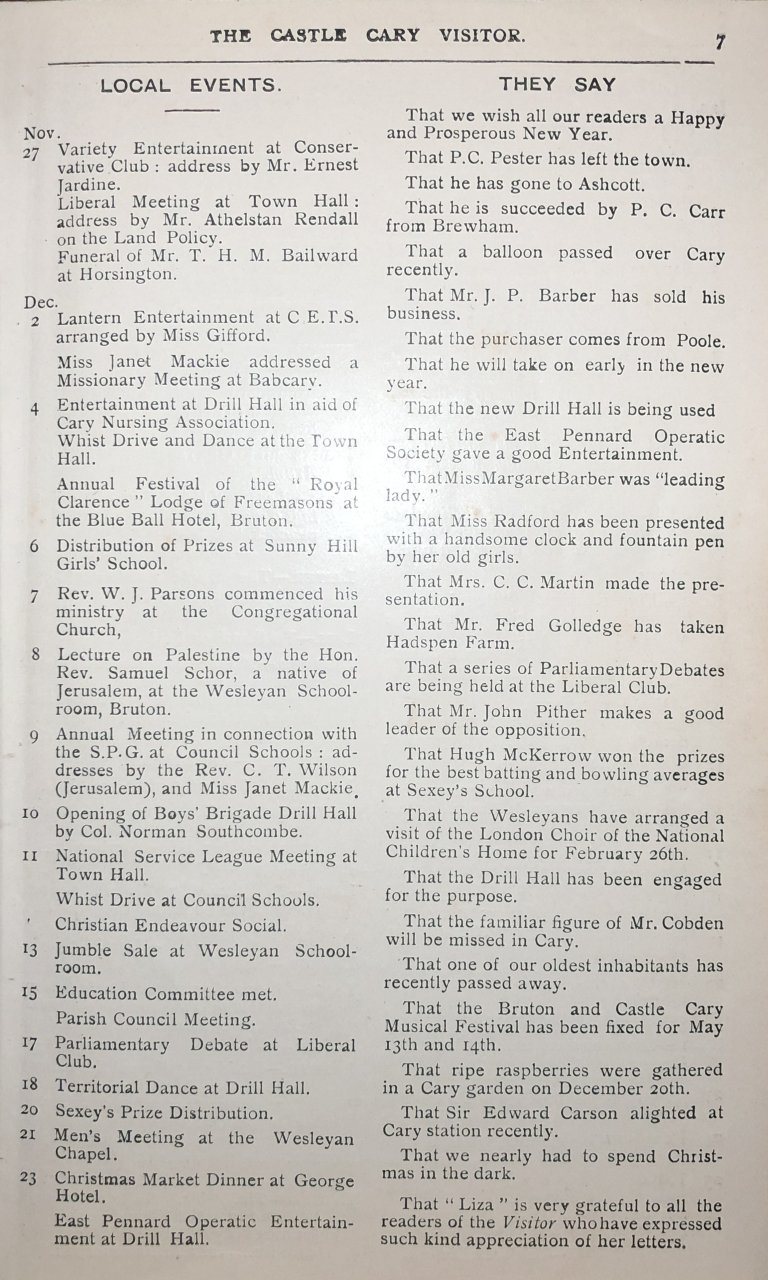 THE CASTLE CARY VISITOR.
7
LOCAL EVENTS.
Nov.
27 Variety Entertainment at Conser-
vative Club : address by Mr. Ernest
Jardine.
Liberal Meeting at Town Hall :
address by Mr. Athelstan Rendall
on the Land Policy.
Funeral of Mr. T. H. M. Bailward
at Horsington.
Dec.
2 Lantern Entertainment at C E.T.S.
arranged by Miss Gifford.
Miss Janet Mackie addressed a
Missionary Meeting at Babcary.
4 Entertainment at Drill Hall in aid of
Cary Nursing Association.
Whist Drive and Dance at the Town
Hall.
Annual Festival of the " Royal
Clarence " Lodge of Freemasons at
the Blue Ball Hotel, Bruton.
6 Distribution of Prizes at Sunny Hill
Girls' School.
7 Rev. W. J. Parsons commenced his
ministry at the Congregational
Church,
8 Lecture on Palestine by the Hon.
Rev. Samuel Schor, a native of
Jerusalem, at the Wesleyan School-
room, Bruton.
9 Annual Meeting in connection with
the S.P.G. at Council Schools : ad-
dresses by the Rev. C. T. Wilson
(Jerusalem), and Miss Janet Mackie.
10 Opening of Boys' Brigade Drill Hall
by Col. Norman Southcombe.
11 National Service League Meeting at
Town Hall.
Whist Drive at Council Schools.
' Christian Endeavour Social.
13 Jumble Sale at Wesleyan School-
room.
15 Education Committee met.
Parish Council Meeting.
17 Parliamentary Debate at Liberal
Club.
18 Territorial Dance at Drill Hall.
20 Sexey's Prize Distribution.
21 Men's Meeting at the Wesleyan
Chapel.
23 Christmas Market Dinner at George
Hotel.
East Pennard Operatic Entertain-
ment at Drill Hall.
THEY SAY
That we wish all our readers a Happy
and Prosperous New Year.
That P.C. Pester has left the town.
That he has gone to Ashcott.
That he is succeeded by P. C. Carr
from Brewham.
That a balloon passed over Cary
recently.
That Mr. J. P. Barber has sold his
business.
That the purchaser comes from Poole.
That he will take on early in the new
year.
That the new Drill Hall is being used
That the East Pennard Operatic
Society gave a good Entertainment.
That Miss Margaret Barber was "leading
lady. "
That Miss Radford has been presented
with a handsome clock and fountain pen
by her old girls.
That Mrs. C. C. Martin made the pre-
sentation.
That Mr. Fred Golledge has taken
Hadspen Farm.
That a series of Parliamentary Debates
are being held at the Liberal Club.
That Mr. John Pither makes a good
leader of the opposition.
That Hugh McKerrow won the prizes
for the best batting and bowling averages
at Sexey's School.
That the Wesleyans have arranged a
visit of the London Choir of the National
Children's Home for February 26th.
That the Drill Hall has been engaged
for the purpose.
That the familiar figure of Mr. Cobden
will be missed in Cary.
That one of our oldest inhabitants has
recently passed away.
That the Bruton and Castle Cary
Musical Festival has been fixed for May
13th and 14th.
That ripe raspberries were gathered
in a Cary garden on December 20th.
That Sir Edward Carson alighted at
Cary station recently.
That we nearly had to spend Christ-
mas in the dark.
That " Liza " is very grateful to all the
readers of the Visitor who have expressed
such kind appreciation of her letters.